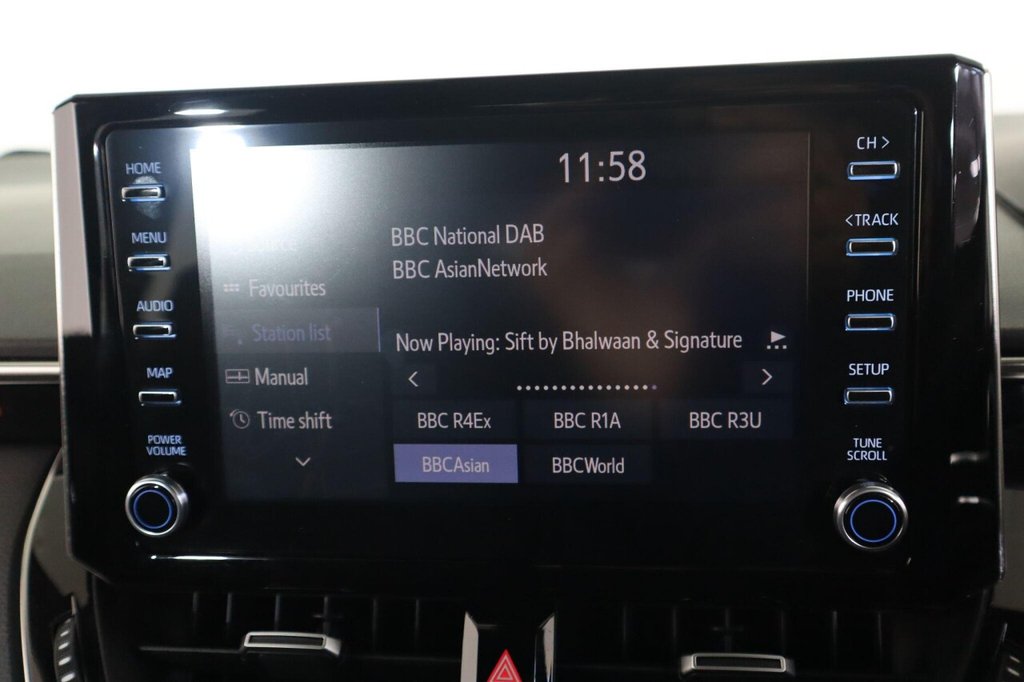 HOME
MENU
AUDIO
MAP
POWER
VOLUME
11:58
BBC National DAB
BBC AsianNetwork
Favourites
Station list
Manual
Time shift
Now Playing: Sift by Bhalwaan & Signature
< >
BBC R4Ex BBC R1A BBC R3U
BBCAsian BBCWorld
CH >
< TRACK
PHONE
SETUP
TUNE
SCROLL